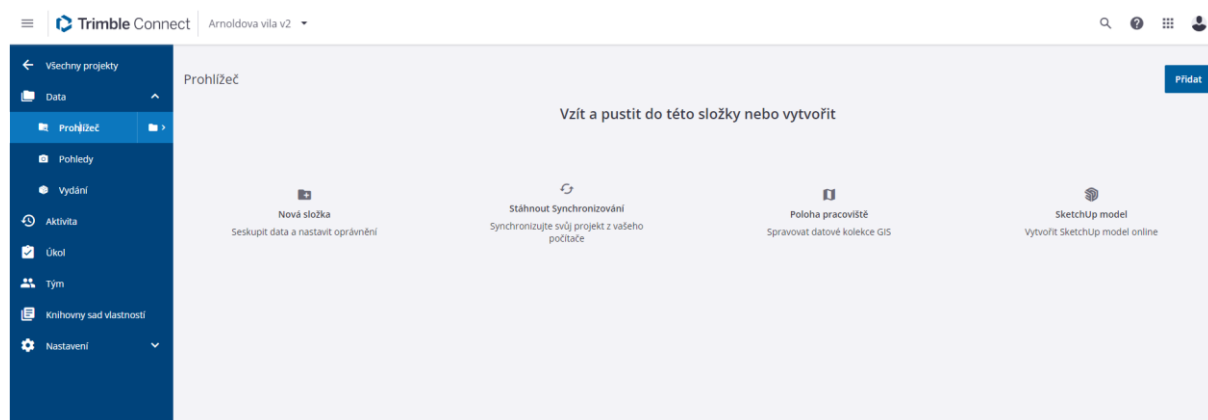 Trimble Connect
Arnoldova vila v2
Všechny projekty
Data
Prohlížeč
Pohledy
Vydání
Aktivita
Úkol
Tým
Knihovny sad vlastností
Nastavení
Prohlížeč
Přidat
Vzít a pustit do této složky nebo vytvořit
Nová složka
Seskupit data a nastavit oprávnění
Stáhnout Synchronizování
Synchronizujte svůj projekt z vašeho
počítače
Poloha pracoviště
Spravovat datové kolekce GIS
SketchUp model
Vytvořit SketchUp model online